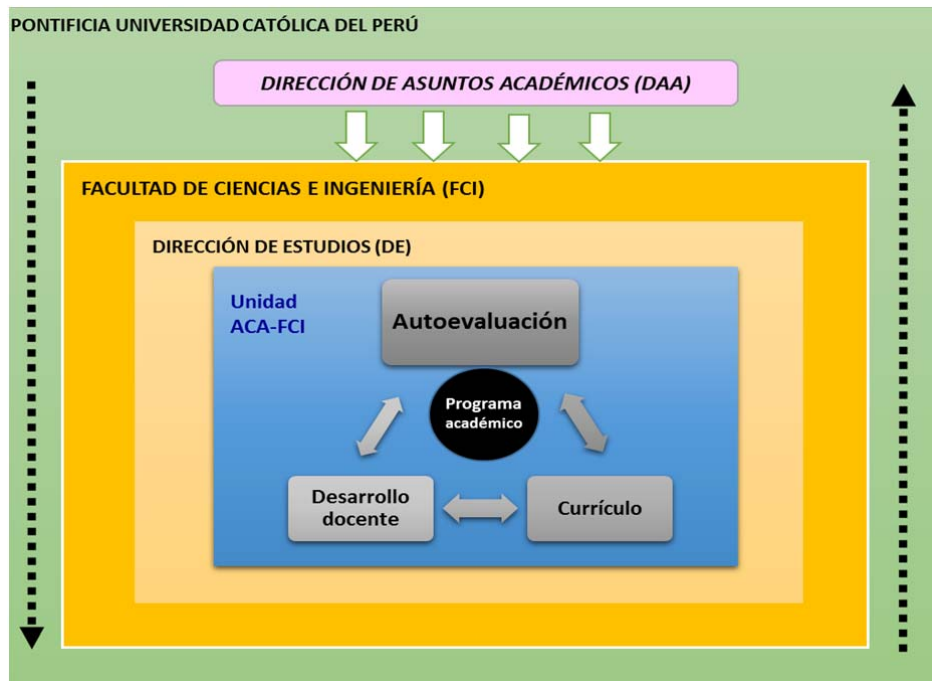 PONTIFICIA UNIVERSIDAD CATÓLICA DEL PERÚ
DIRECCIÓN DE ASUNTOS ACADÉMICOS (DAA)
FACULTAD DE CIENCIAS E INGENIERÍA (FCI)
DIRECCIÓN DE ESTUDIOS (DE)
Unidad
ACA-FCI
Autoevaluación
Programa
académico
Desarrollo
docente
Currículo